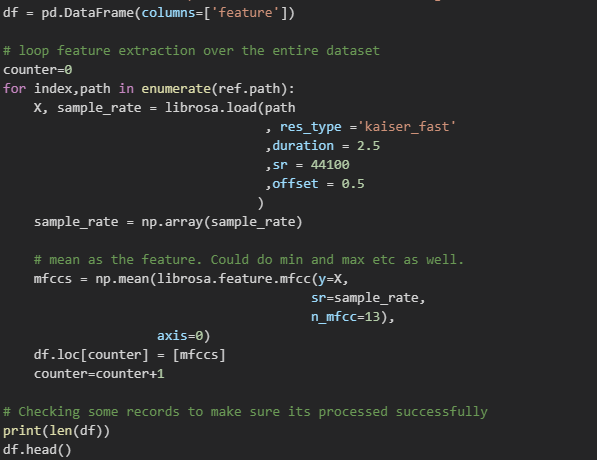 df = pd.DataFrame(columns=['feature'])
# loop feature extraction over the entire dataset
counter=0
for index,path in enumerate(ref.path):
    X, sample_rate = librosa.load(path
                                  , res_type ='kaiser_fast'
                                  ,duration = 2.5
                                  ,sr = 44100
                                  ,offset = 0.5
                                 )
    sample_rate = np.array(sample_rate)
    # mean as the feature. Could do min and max etc as well.
    mfccs = np.mean(librosa.feature.mfcc(y=X,
                                        sr=sample_rate,
                                        n_mfcc=13),
                    axis=0)
    df.loc[counter] = [mfccs]
    counter=counter+1
# Checking some records to make sure its processed successfully
print(len(df))
df.head()